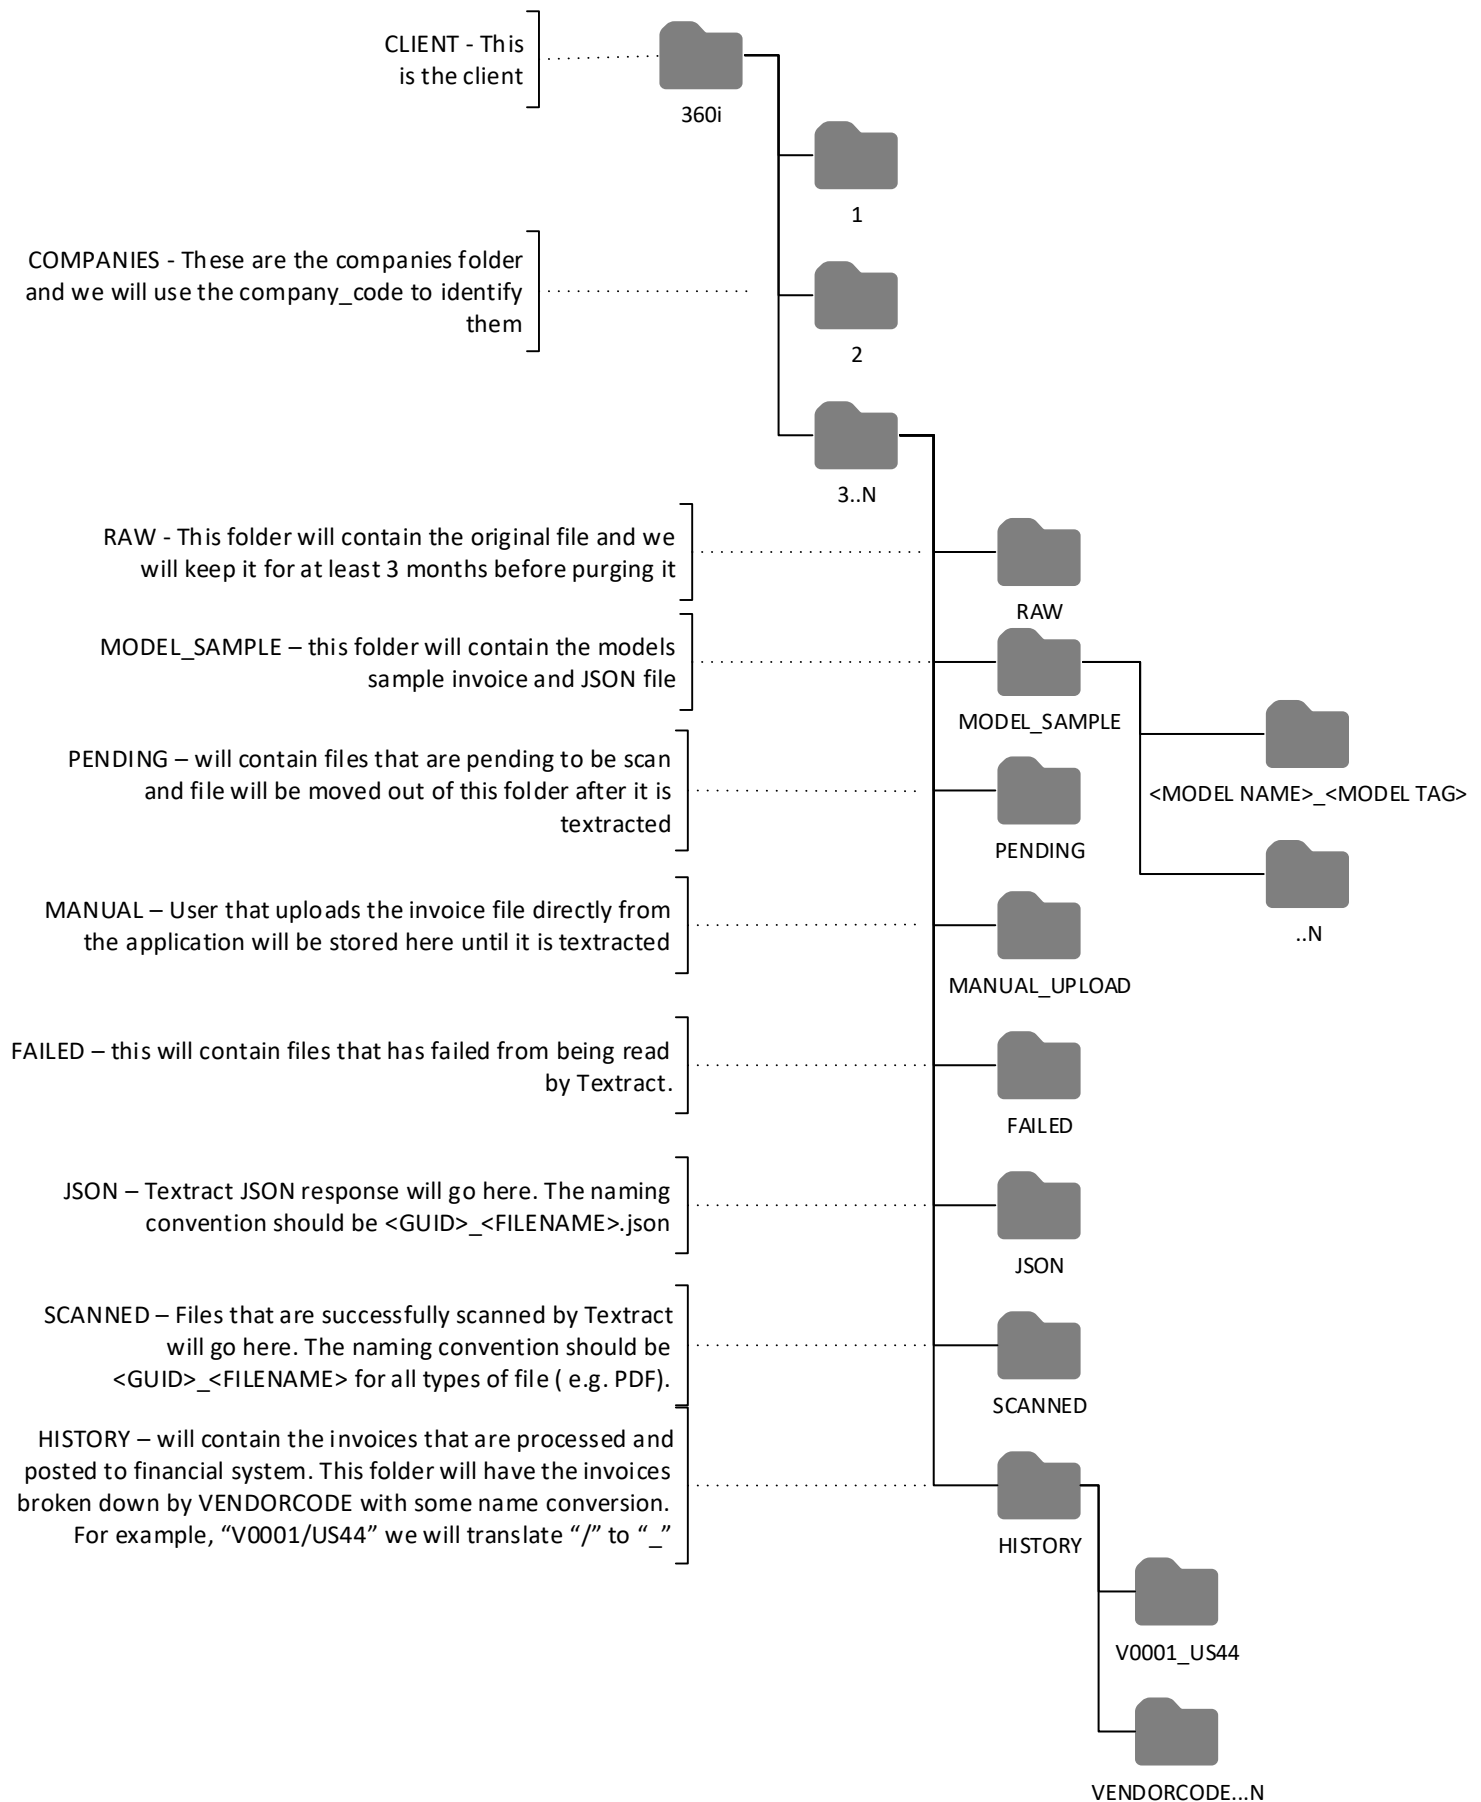 CLIENT - This
is the client
360i
1
COMPANIES - These are the companies folder
and we will use the company_code to identify
them
2
3..N
RAW - This folder will contain the original file and we
will keep it for at least 3 months before purging it
RAW
MODEL_SAMPLE – this folder will contain the models
sample invoice and JSON file
MODEL_SAMPLE
<MODEL NAME>_<MODEL TAG>
..N
PENDING – will contain files that are pending to be scan
and file will be moved out of this folder after it is
textracted
PENDING
MANUAL – User that uploads the invoice file directly from
the application will be stored here until it is textracted
MANUAL_UPLOAD
FAILED – this will contain files that has failed from being read
by Textract.
FAILED
JSON – Textract JSON response will go here. The naming
convention should be <GUID>_<FILENAME>.json
JSON
SCANNED – Files that are successfully scanned by Textract
will go here. The naming convention should be
<GUID>_<FILENAME> for all types of file ( e.g. PDF).
SCANNED
HISTORY – will contain the invoices that are processed and
posted to financial system. This folder will have the invoices
broken down by VENDORCODE with some name conversion.
For example, “V0001/US44” we will translate “/” to “_”
HISTORY
V0001_US44
VENDORCODE...N